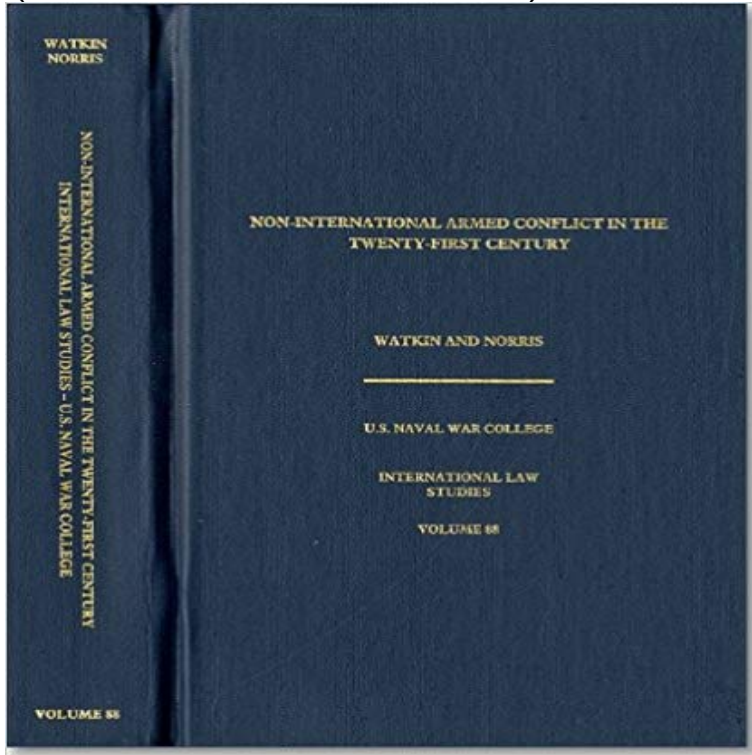 WATKIN
NORRIS
NON-INTERNATIONAL ARMED CONFLICT IN THE TWENTY-FIRST CENTURY
INTERNATIONAL LAW STUDIES – U.S. NAVAL WAR COLLEGE
VOLUME 88
NON-INTERNATIONAL ARMED CONFLICT IN THE
TWENTY-FIRST CENTURY
WATKIN AND NORRIS
U.S. NAVAL WAR COLLEGE
INTERNATIONAL LAW
STUDIES
VOLUME 88